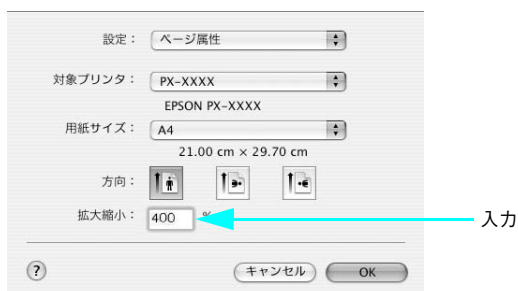 設定： ページ属性
対象プリンタ： PX-XXXX
EPSON PX-XXXX
用紙サイズ： A4
21.00 cm × 29.70 cm
方向：
拡大縮小： 400 % 入力
? キャンセル OK